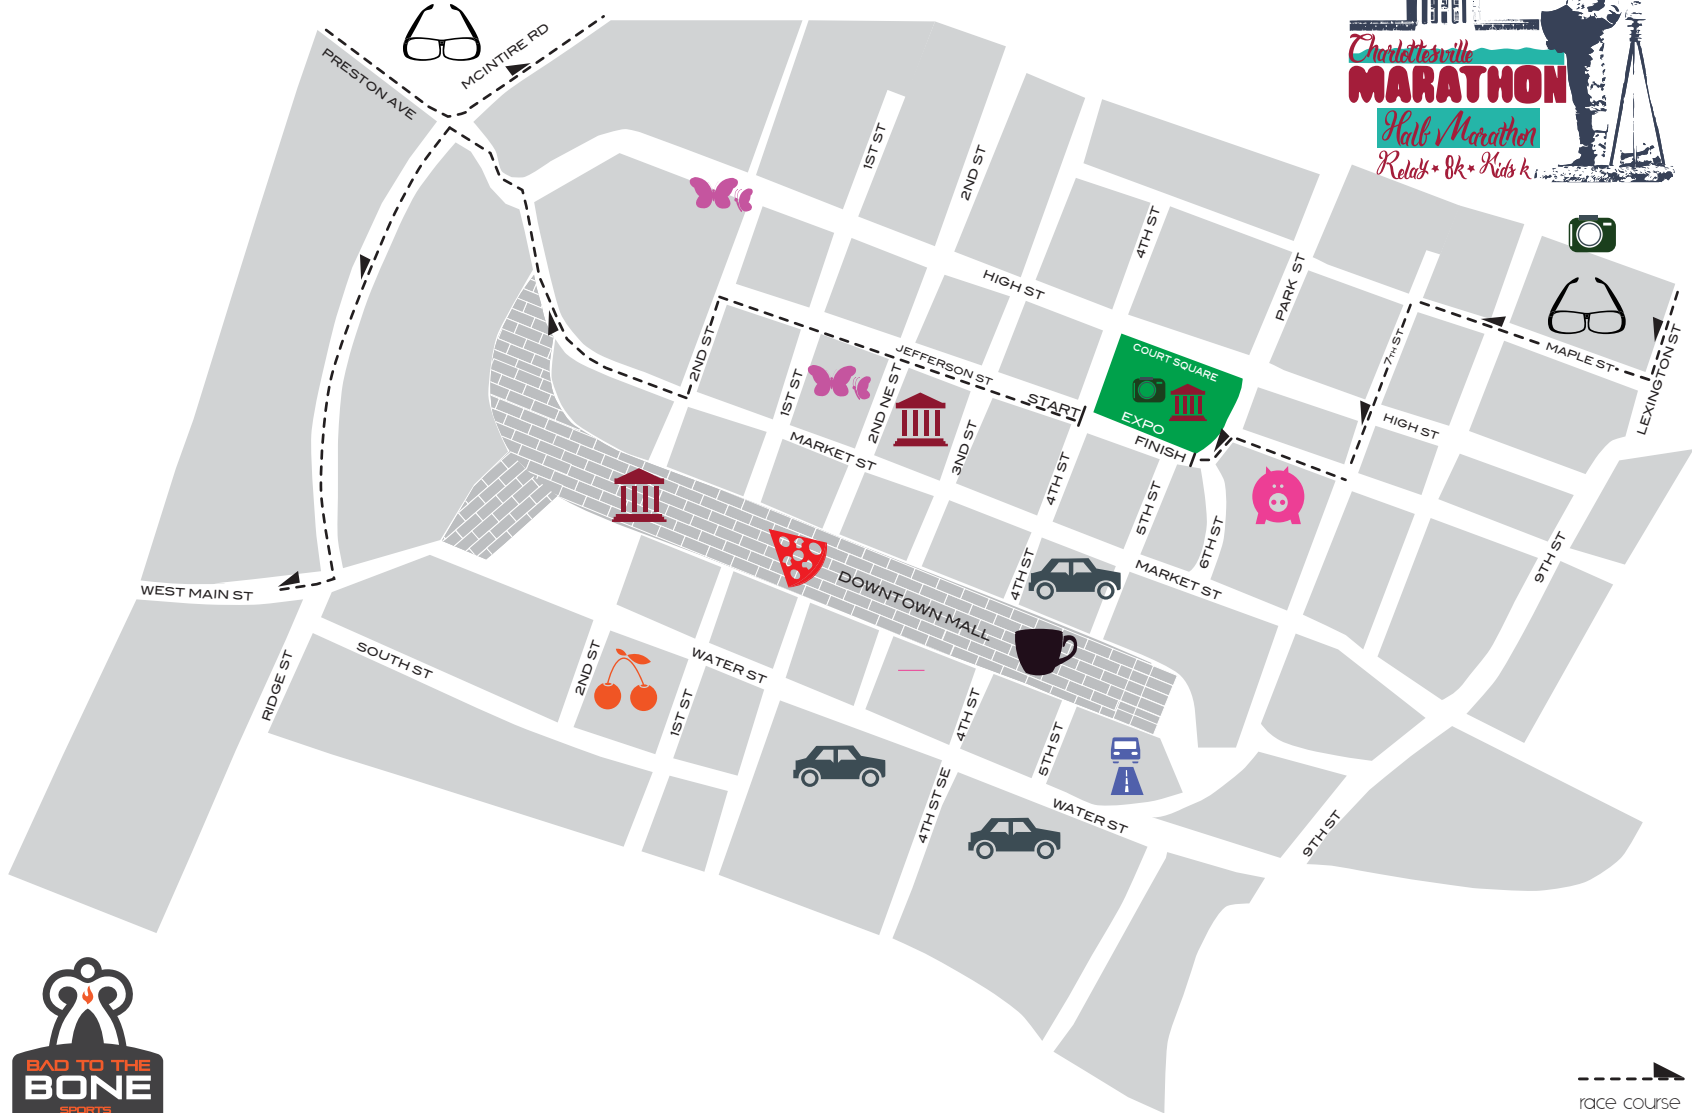 PRESTON AVE
MCINTIRE RD
Charlottesville
MARATHON
Half Marathon
Relay * 8k * Kids k
1ST ST
2ND ST
4TH ST
HIGH ST
PARK ST
COURT SQUARE
EXPO
START
FINISH
JEFFERSON ST
7TH ST
MAPLE ST
LEXINGTON ST
HIGH ST
2ND ST
1ST ST
2ND NE ST
3ND ST
MARKET ST
4TH ST
5TH ST
6TH ST
9TH ST
4TH ST
MARKET ST
DOWNTOWN MALL
WEST MAIN ST
SOUTH ST
RIDGE ST
2ND ST
1ST ST
WATER ST
4TH ST
5TH ST
4TH ST SE
WATER ST
9TH ST
BAD TO THE
BONE
SPORTS
race course